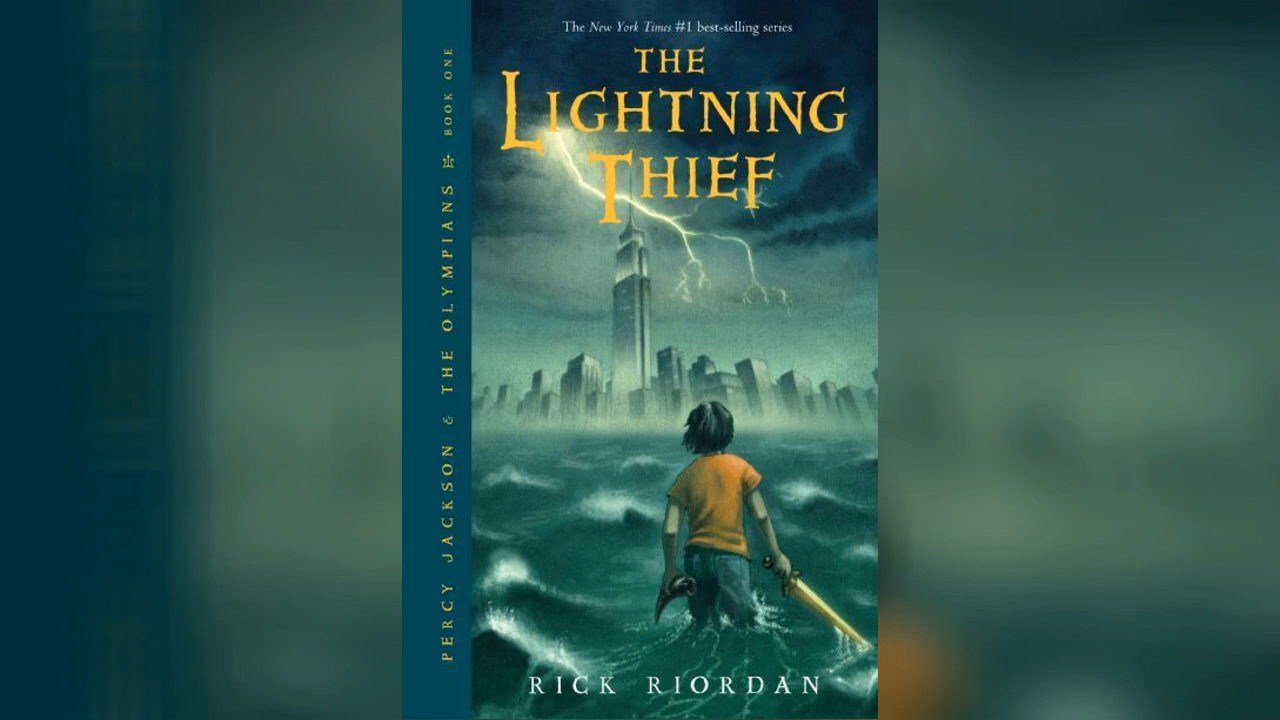 PERCY JACKSON & THE OLYMPIANS BOOK ONE
The New York Times #1 best-selling series
THE
LIGHTNING
THIEF
RICK RIORDAN